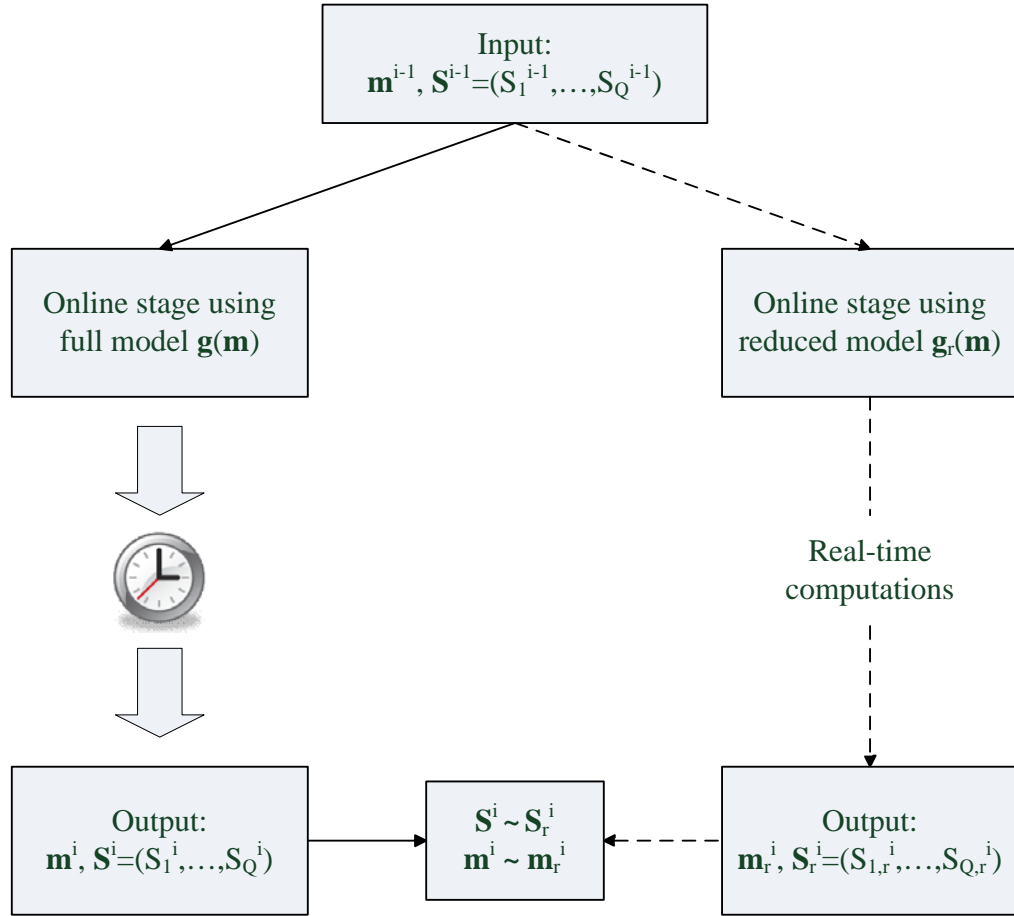 Input:
m^{i-1}, S^{i-1}=(S_1^{i-1},…,S_Q^{i-1})
Online stage using
full model g(m)
Online stage using
reduced model g_r(m)
Real-time
computations
Output:
m^i, S^i=(S_1^i,…,S_Q^i)
S^i ~ S_r^i
m^i ~ m_r^i
Output:
m_r^i, S_r^i=(S_{1,r}^i,…,S_{Q,r}^i)